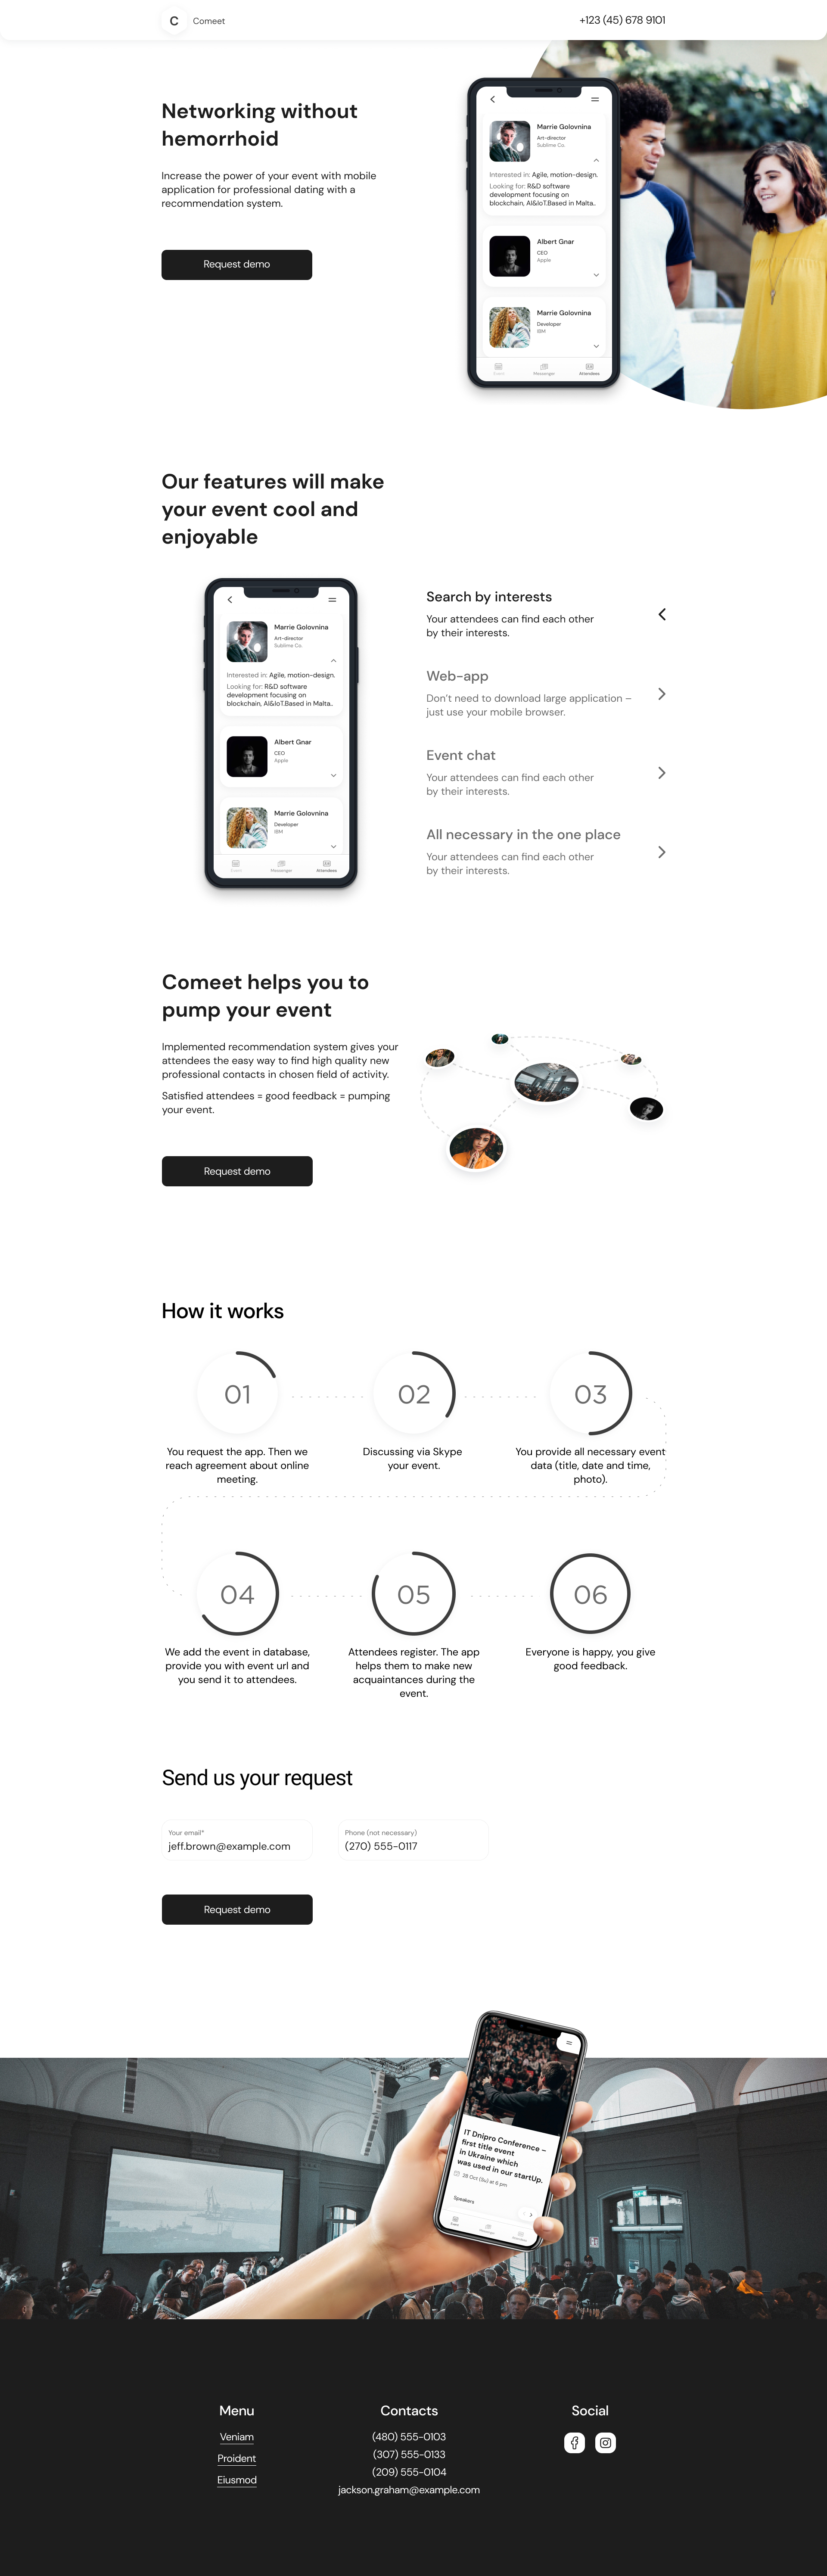 C
Comeet
+123 (45) 678 9101
Networking without
hemorrhoid
Increase the power of your event with mobile
application for professional dating with a
recommendation system.
Request demo
Marrie Golovnina
Art-director
Sublime Co.
Interested in: Agile, motion-design.
Looking for: R&D software
development focusing on
blockchain, AI&IoT.Based in Malta..
Albert Gnar
CEO
Apple
Marrie Golovnina
Developer
IBM
Event
Messenger
Attendees
Our features will make
your event cool and
enjoyable
Marrie Golovnina
Art-director
Sublime Co.
Interested in: Agile, motion-design.
Looking for: R&D software
development focusing on
blockchain, AI&IoT.Based in Malta..
Albert Gnar
CEO
Apple
Marrie Golovnina
Developer
IBM
Event
Messenger
Attendees
Search by interests
Your attendees can find each other
by their interests.
Web-app
Don't need to download large application –
just use your mobile browser.
Event chat
Your attendees can find each other
by their interests.
All necessary in the one place
Your attendees can find each other
by their interests.
Comeet helps you to
pump your event
Implemented recommendation system gives your
attendees the easy way to find high quality new
professional contacts in chosen field of activity.
Satisfied attendees = good feedback = pumping
your event.
Request demo
How it works
01
You request the app. Then we
reach agreement about online
meeting.
02
Discussing via Skype
your event.
03
You provide all necessary event
data (title, date and time,
photo).
04
We add the event in database,
provide you with event url and
you send it to attendees.
05
Attendees register. The app
helps them to make new
acquaintances during the
event.
06
Everyone is happy, you give
good feedback.
Send us your request
Your email*
jeff.brown@example.com
Phone (not necessary)
(270) 555-0117
Request demo
IT Dnipro Conference –
first title event
in Ukraine which
was used in our startUp.
28 Oct (Su) at 6 pm
Speakers
Event
Messenger
Menu
Veniam
Proident
Eiusmod
Contacts
(480) 555-0103
(307) 555-0133
(209) 555-0104
jackson.graham@example.com
Social